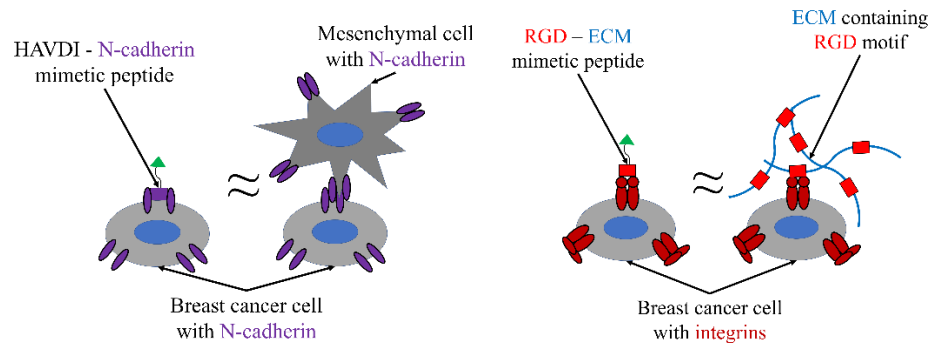 HAVDI - N-cadherin
mimetic peptide
Mesenchymal cell
with N-cadherin
≈
Breast cancer cell
with N-cadherin
RGD – ECM
mimetic peptide
ECM containing
RGD motif
≈
Breast cancer cell
with integrins